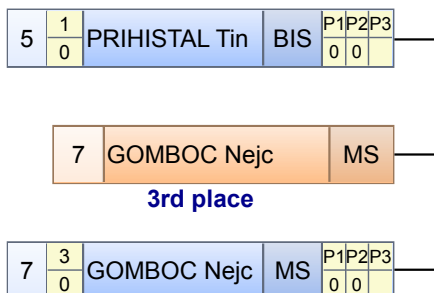 5 1 0 PRIHISTAL Tin BIS P1 P2 P3 0 0
7 GOMBOC Nejc MS
3rd place
7 3 0 GOMBOC Nejc MS P1 P2 P3 0 0